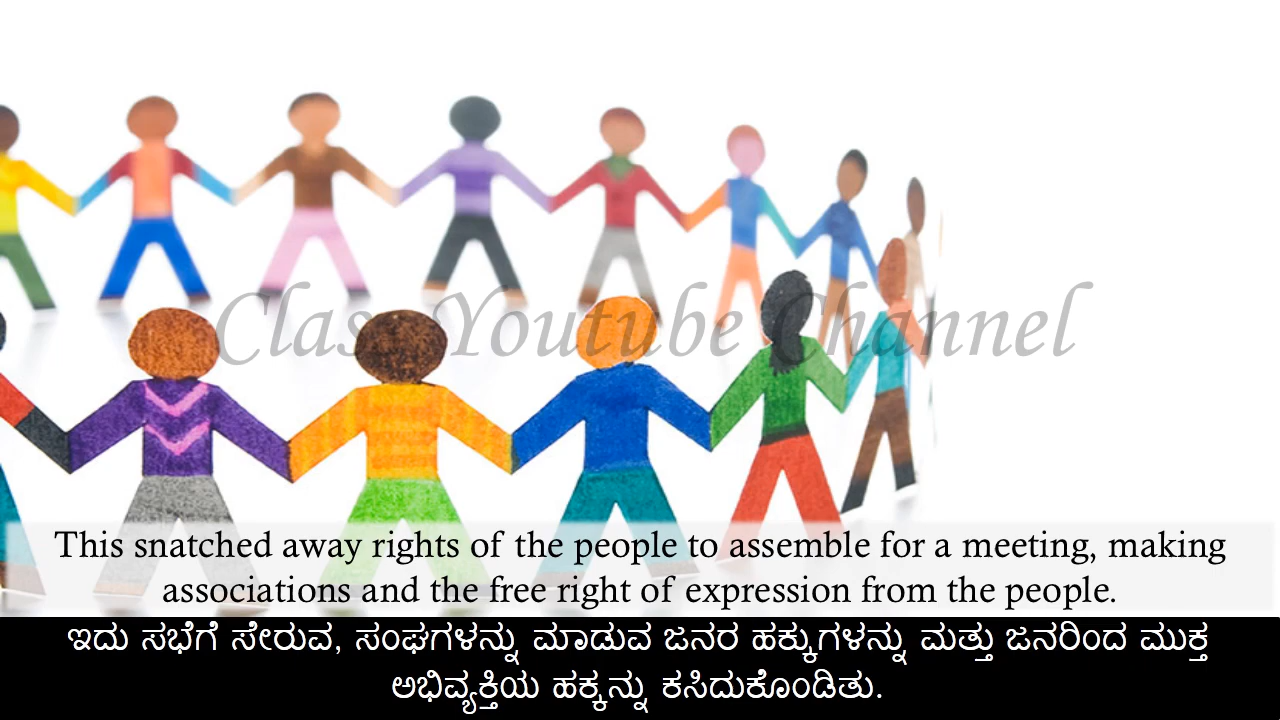 Class Youtube Channel
This snatched away rights of the people to assemble for a meeting, making
associations and the free right of expression from the people.
ಇದು ಸಭೆಗೆ ಸೇರುವ, ಸಂಘಗಳನ್ನು ಮಾಡುವ ಜನರ ಹಕ್ಕುಗಳನ್ನು ಮತ್ತು ಜನರಿಂದ ಮುಕ್ತ
ಅಭಿವ್ಯಕ್ತಿಯ ಹಕ್ಕನ್ನು ಕಸಿದುಕೊಂಡಿತು.